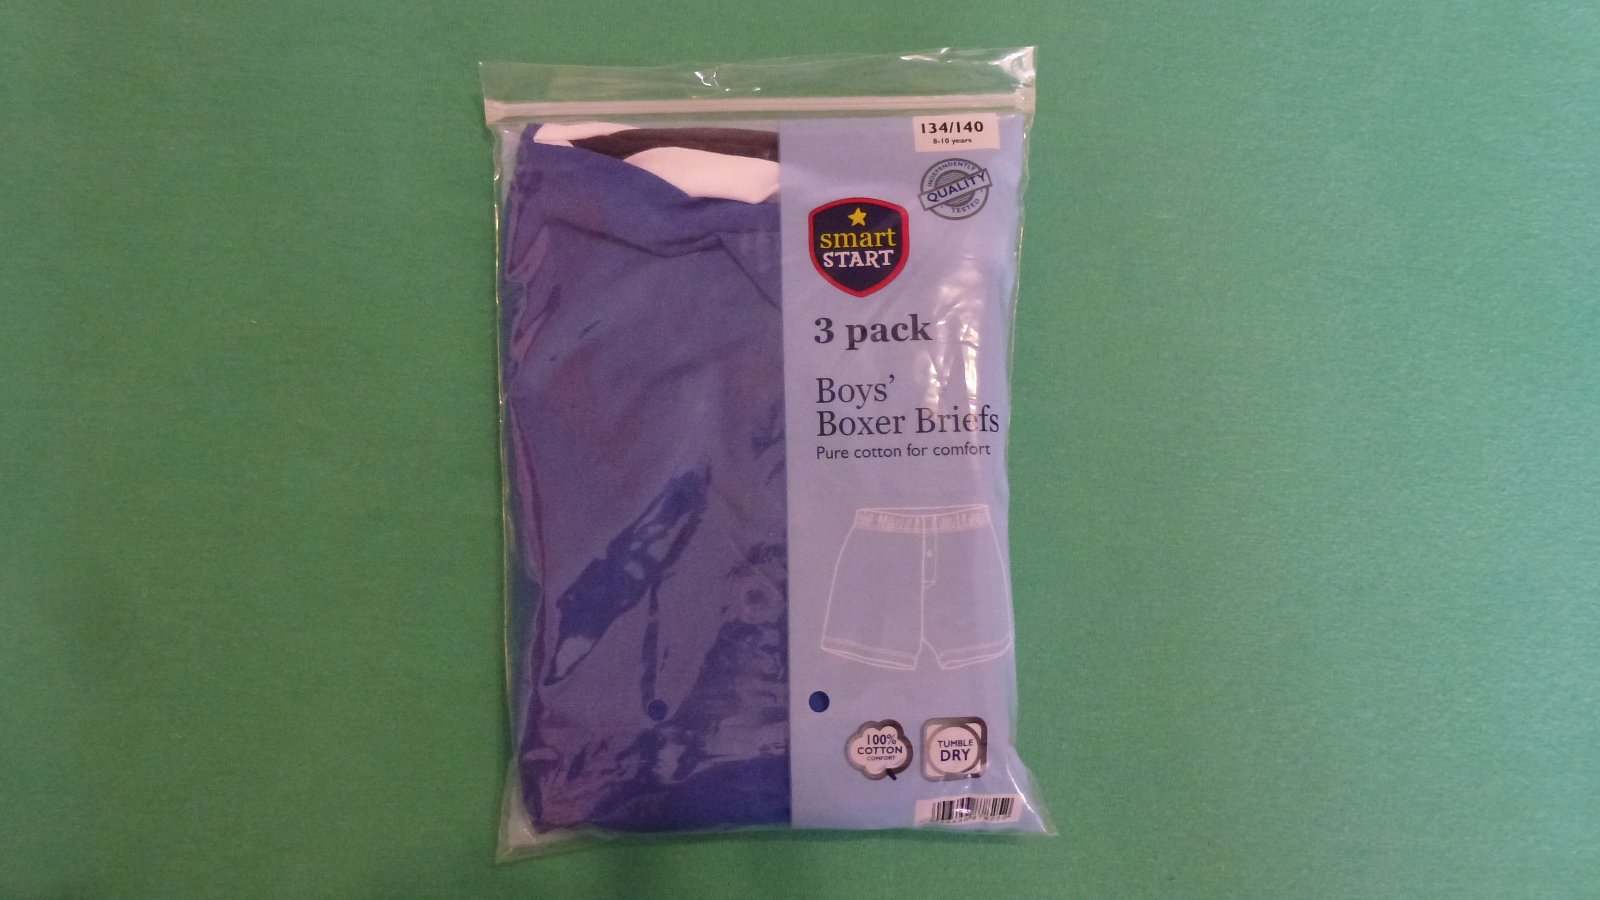 134/140
8-10 years
INDEPENDENTLY
QUALITY
TESTED
smart
START
3 pack
Boys'
Boxer Briefs
Pure cotton for comfort
100%
COTTON
COMFORT
TUMBLE
DRY